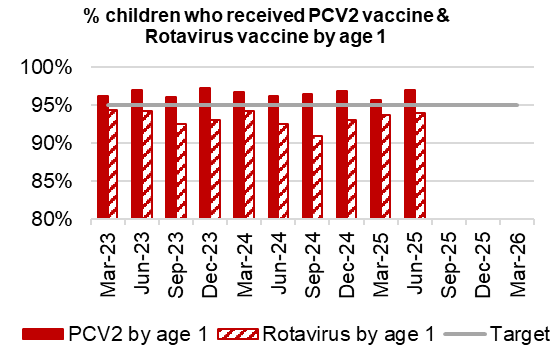 % children who received PCV2 vaccine &
Rotavirus vaccine by age 1
100%
95%
90%
85%
80%
Mar-23
Jun-23
Sep-23
Dec-23
Mar-24
Jun-24
Sep-24
Dec-24
Mar-25
Jun-25
Sep-25
Dec-25
Mar-26
PCV2 by age 1 Rotavirus by age 1 Target